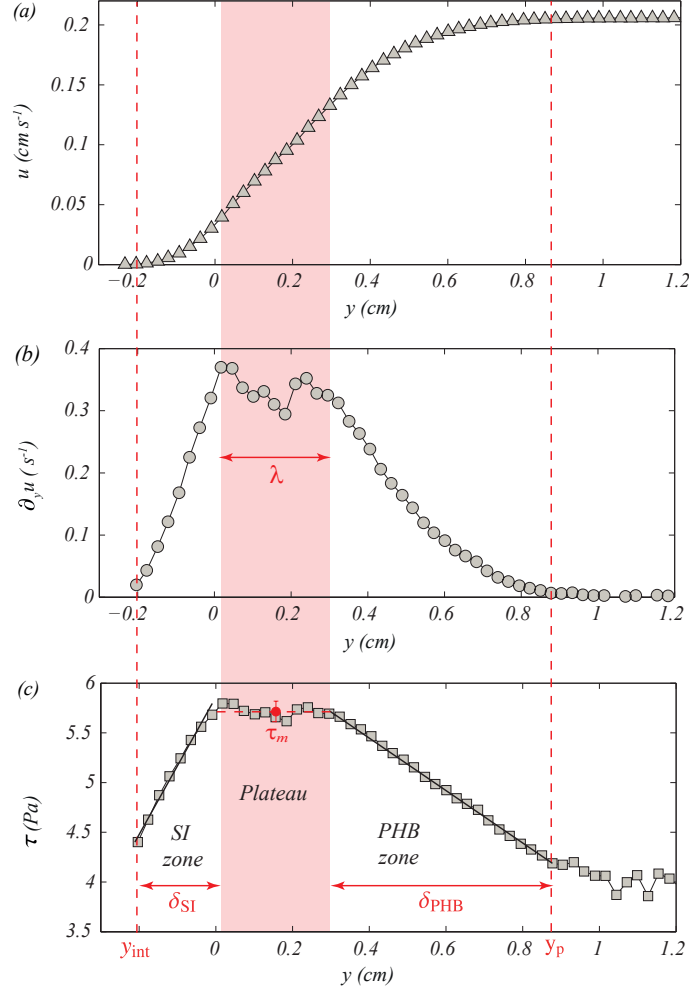 (a)
0.2
0.15
0.1
0.05
0
u (cm s⁻¹)
−0.2 0 0.2 0.4 0.6 0.8 1 1.2
y (cm)
(b)
0.4
0.3
0.2
0.1
0
∂yu ( s⁻¹)
λ
−0.2 0 0.2 0.4 0.6 0.8 1 1.2
y (cm)
(c)
6
5.5
5
4.5
4
3.5
τ (Pa)
τm
Plateau
SI
zone
PHB
zone
δSI
δPHB
yint
yp
0 0.2 0.4 0.6 1 1.2
y (cm)